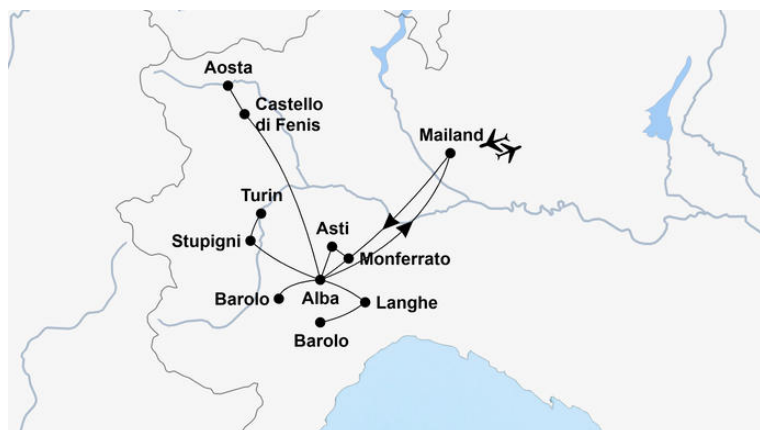 Aosta
Castello
di Fenis
Mailand
Turin
Asti
Stupigni
Monferrato
Barolo
Alba
Langhe
Barolo